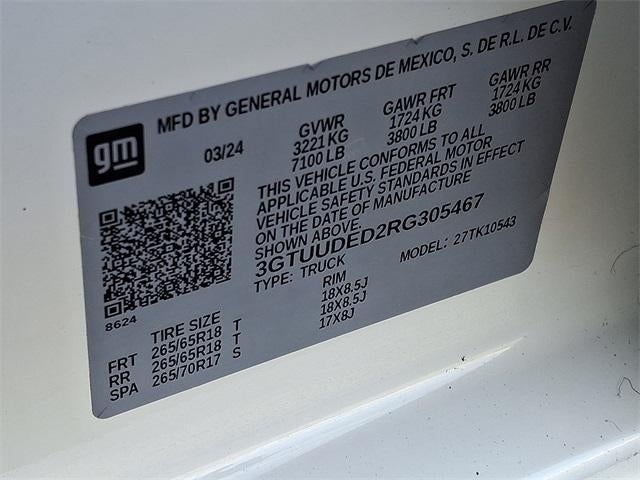 gm
MFD BY GENERAL MOTORS DE MEXICO, S. DE R.L. DE C.V.
03/24 GVWR GAWR FRT GAWR RR
3221 KG 1724 KG 1724 KG
7100 LB 3800 LB 3800 LB
THIS VEHICLE CONFORMS TO ALL
APPLICABLE U.S. FEDERAL MOTOR
VEHICLE SAFETY STANDARDS IN EFFECT
ON THE DATE OF MANUFACTURE
SHOWN ABOVE.
3GTUUDED2RG305467
TYPE: TRUCK MODEL: 27TK10543
8624
TIRE SIZE RIM
FRT 265/65R18 T 18X8.5J
RR 265/65R18 T 18X8.5J
SPA 265/70R17 S 17X8J